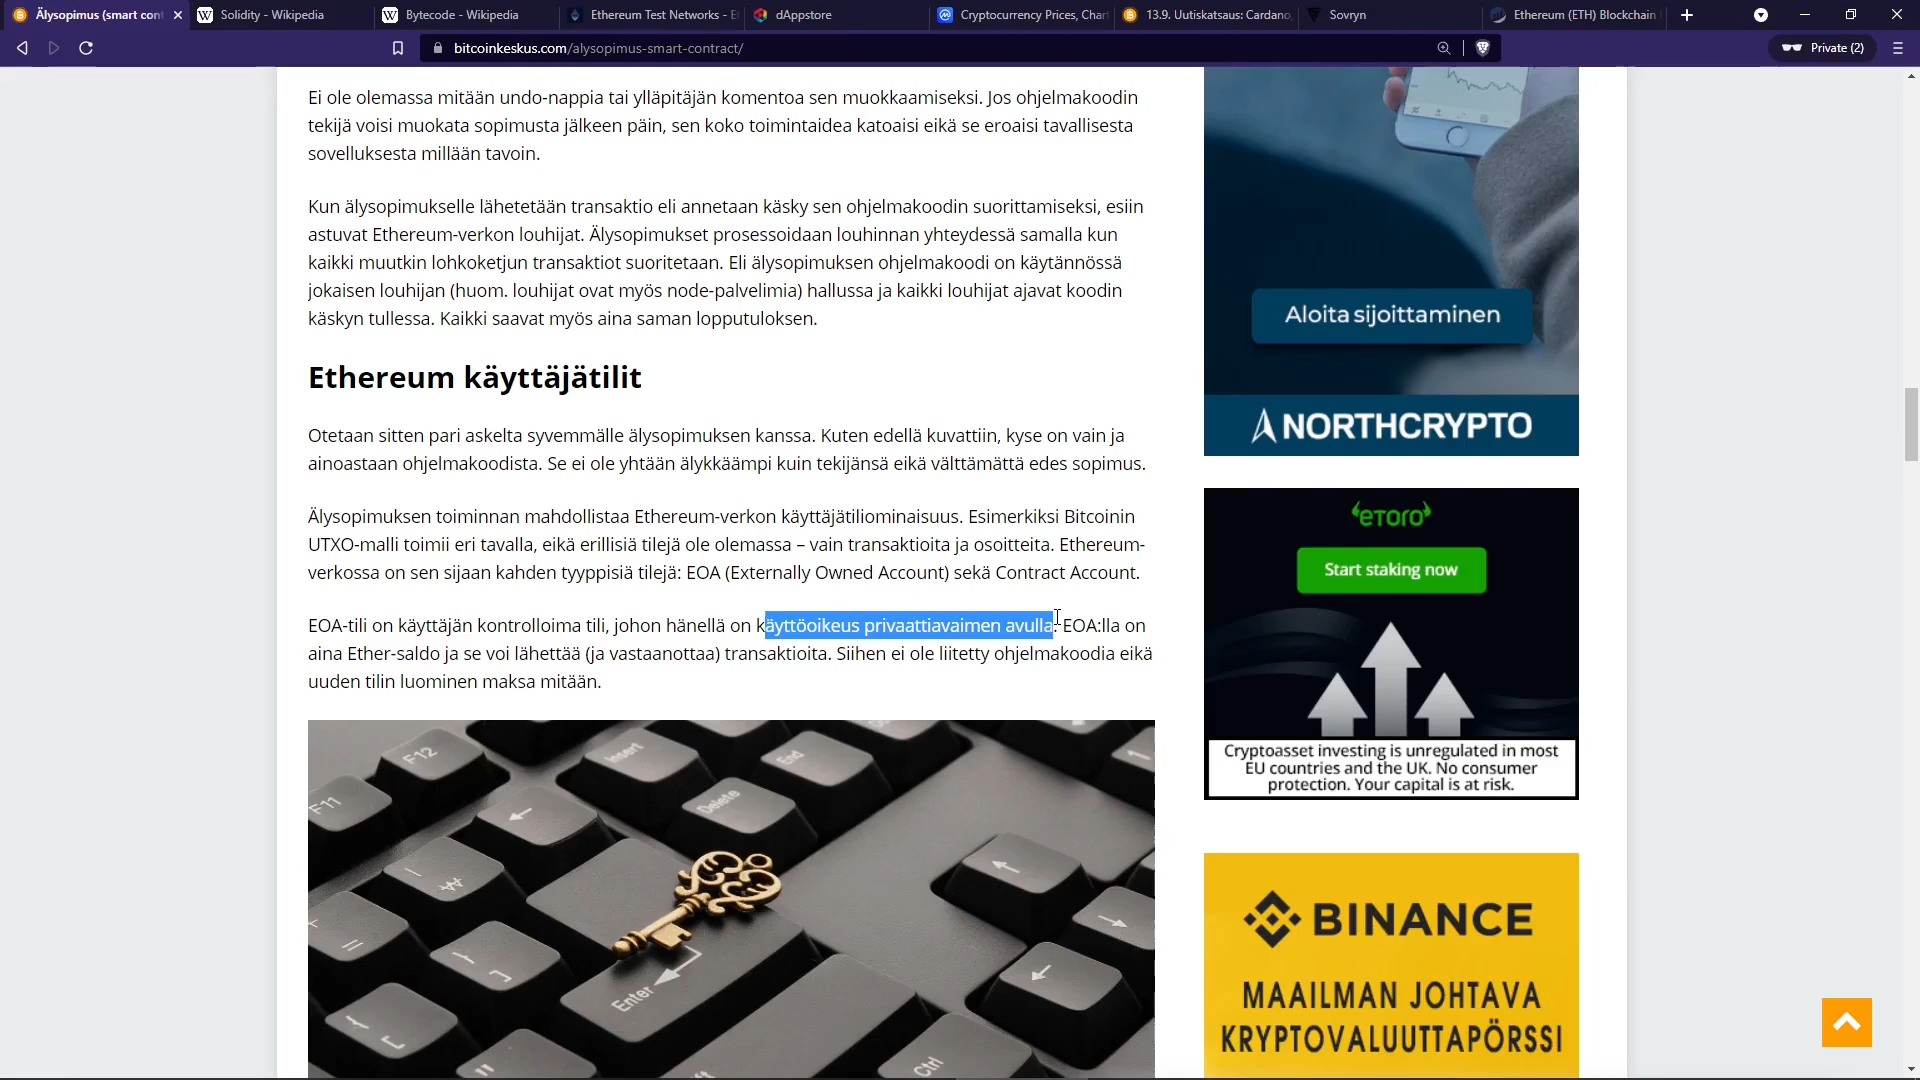 Älysopimus (smart cont
Solidity - Wikipedia
Bytecode - Wikipedia
Ethereum Test Networks - E
dAppstore
Cryptocurrency Prices, Chart
13.9. Uutiskatsaus: Cardano,
Sovryn
Ethereum (ETH) Blockchain
bitcoinkeskus.com/alysopimus-smart-contract/
Private (2)
Ei ole olemassa mitään undo-nappia tai ylläpitäjän komentoa sen muokkaamiseksi. Jos ohjelmakoodin
tekijä voisi muokata sopimusta jälkeen päin, sen koko toimintaidea katoaisi eikä se eroaisi tavallisesta
sovelluksesta millään tavoin.
Kun älysopimukselle lähetetään transaktio eli annetaan käsky sen ohjelmakoodin suorittamiseksi, esiin
astuvat Ethereum-verkon louhijat. Älysopimukset prosessoidaan louhinnan yhteydessä samalla kun
kaikki muutkin lohkoketjun transaktiot suoritetaan. Eli älysopimuksen ohjelmakoodi on käytännössä
jokaisen louhijan (huom. louhijat ovat myös node-palvelimia) hallussa ja kaikki louhijat ajavat koodin
käskyn tullessa. Kaikki saavat myös aina saman lopputuloksen.
Ethereum käyttäjätilit
Otetaan sitten pari askelta syvemmälle älysopimuksen kanssa. Kuten edellä kuvattiin, kyse on vain ja
ainoastaan ohjelmakoodista. Se ei ole yhtään älykkäämpi kuin tekijänsä eikä välttämättä edes sopimus.
Älysopimuksen toiminnan mahdollistaa Ethereum-verkon käyttäjätiliominaisuus. Esimerkiksi Bitcoinin
UTXO-malli toimii eri tavalla, eikä erillisiä tilejä ole olemassa – vain transaktioita ja osoitteita. Ethereum-
verkossa on sen sijaan kahden tyyppisiä tilejä: EOA (Externally Owned Account) sekä Contract Account.
EOA-tili on käyttäjän kontrolloima tili, johon hänellä on käyttöoikeus privaattiavaimen avulla. EOA:lla on
aina Ether-saldo ja se voi lähettää (ja vastaanottaa) transaktioita. Siihen ei ole liitetty ohjelmakoodia eikä
uuden tilin luominen maksa mitään.
F12
F11
Insert
End
Delete
Enter
Ctrl
Aloita sijoittaminen
NORTHCRYPTO
eToro
Start staking now
Cryptoasset investing is unregulated in most
EU countries and the UK. No consumer
protection. Your capital is at risk.
BINANCE
MAAILMAN JOHTAVA
KRYPTOVALUUTTAPÖRSSI